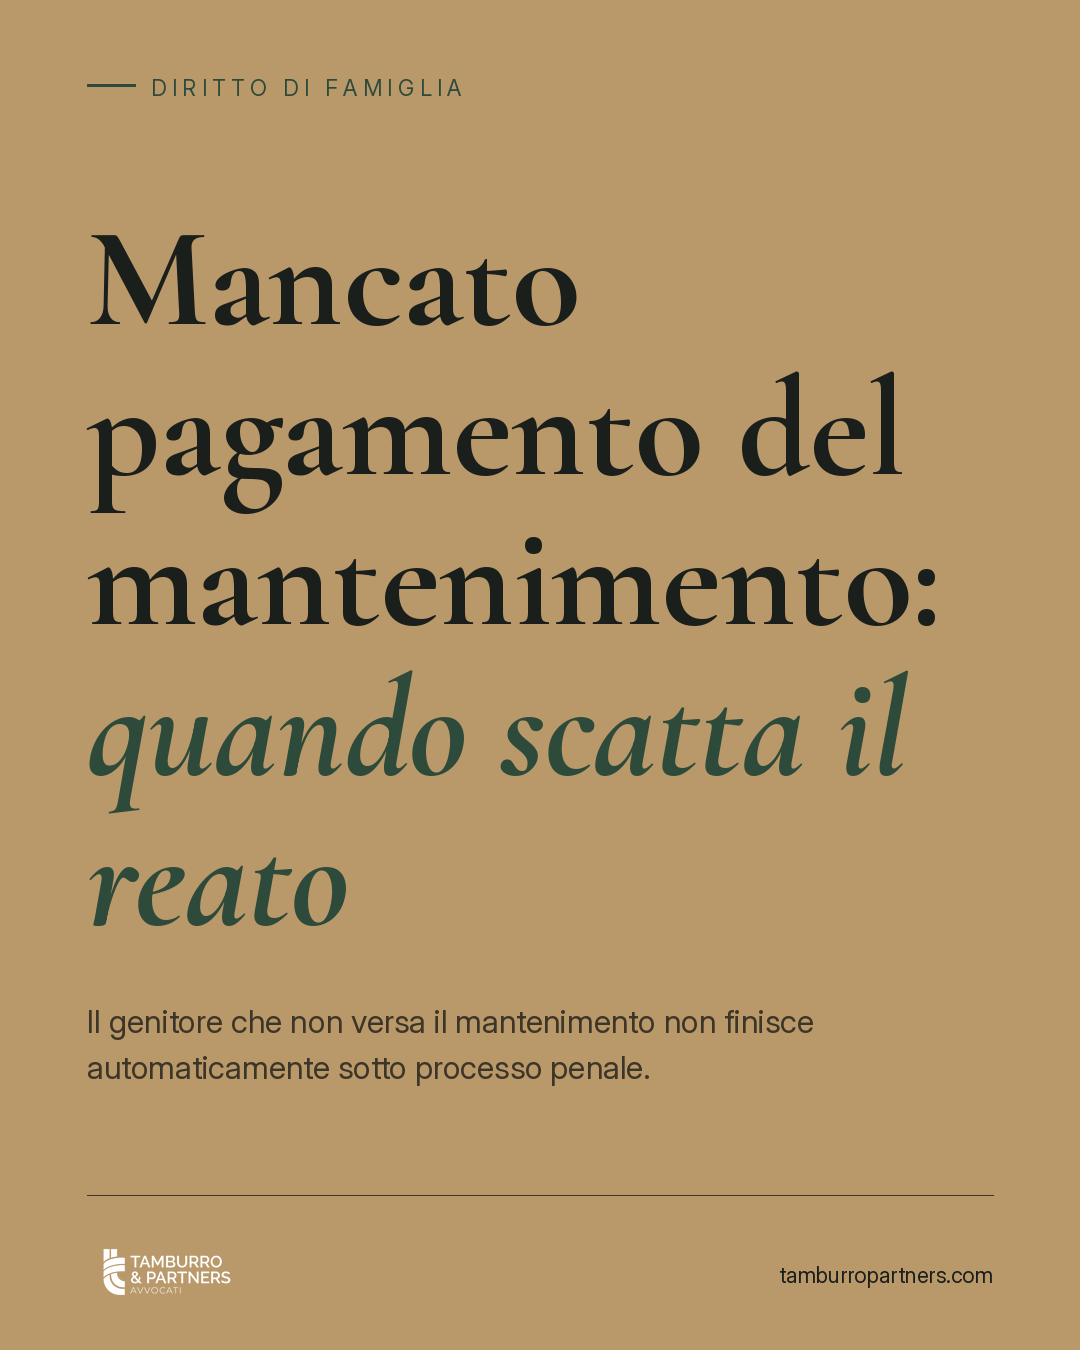 DIRITTO DI FAMIGLIA
Mancato
pagamento del
mantenimento:
quando scatta il
reato
Il genitore che non versa il mantenimento non finisce
automaticamente sotto processo penale.
TAMBURRO
& PARTNERS
AVVOCATI
tamburropartners.com